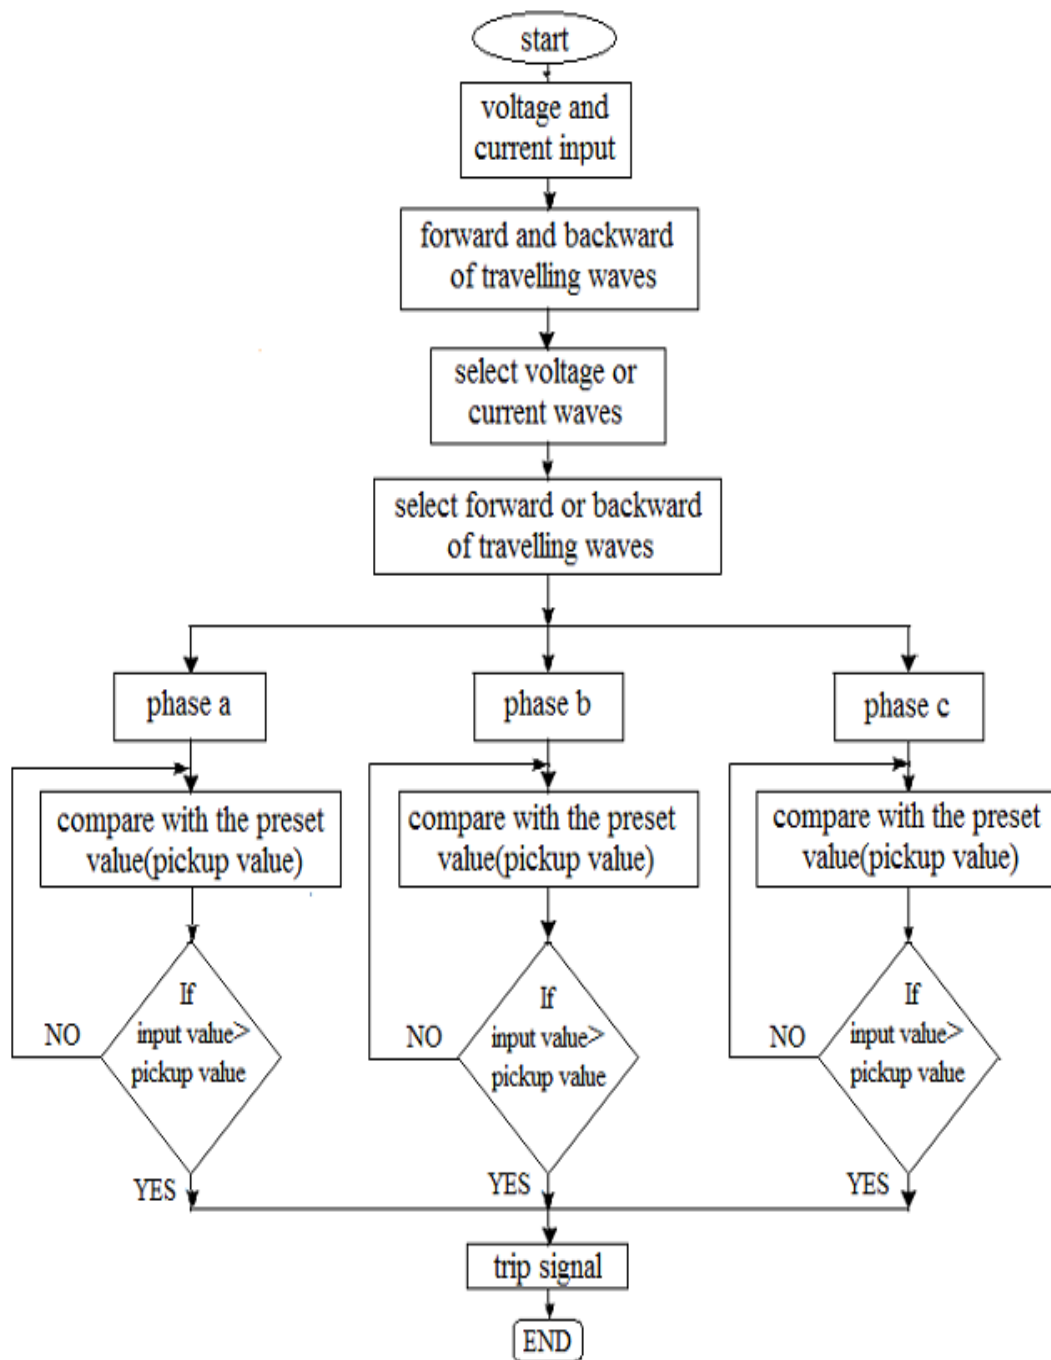 start
voltage and
current input
forward and backward
of travelling waves
select voltage or
current waves
select forward or backward
of travelling waves
phase a
phase b
phase c
compare with the preset
value(pickup value)
compare with the preset
value(pickup value)
compare with the preset
value(pickup value)
If
input value>
pickup value
NO
YES
If
input value>
pickup value
NO
YES
If
input value>
pickup value
NO
YES
trip signal
END